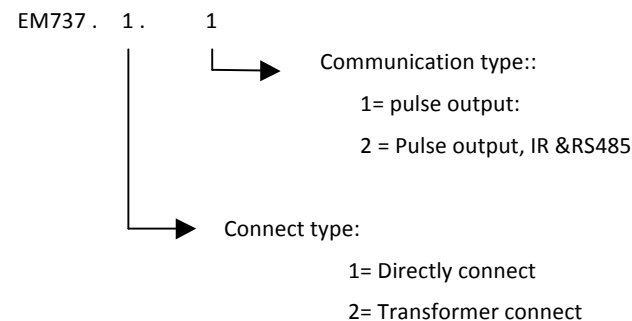 EM737 . 1 . 1
Communication type::
1= pulse output:
2 = Pulse output, IR &RS485
Connect type:
1= Directly connect
2= Transformer connect